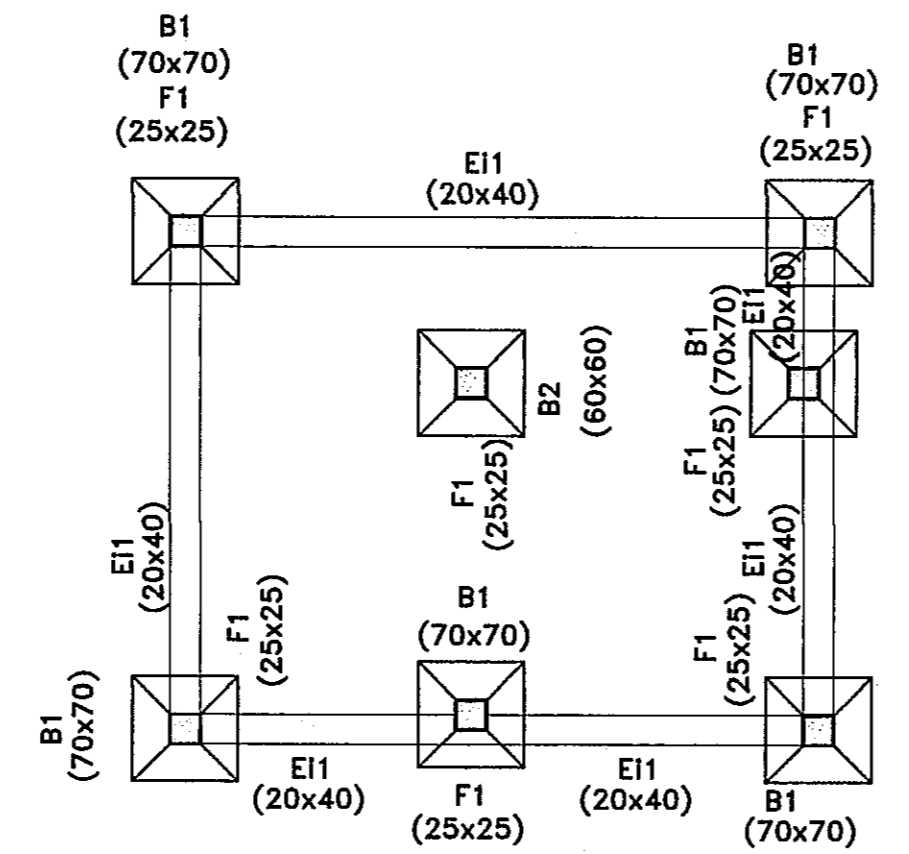 B1
(70x70)
F1
(25x25)
B1
(70x70)
F1
(25x25)
Ei1
(20x40)
Ei1
(20x40)
B1
(70x70)
F1
(25x25)
B2
(60x60)
F1
(25x25)
Ei1
(20x40)
Ei1
(20x40)
F1
(25x25)
B1
(70x70)
F1
(25x25)
B1
(70x70)
Ei1
(20x40)
F1
(25x25)
Ei1
(20x40)
B1
(70x70)